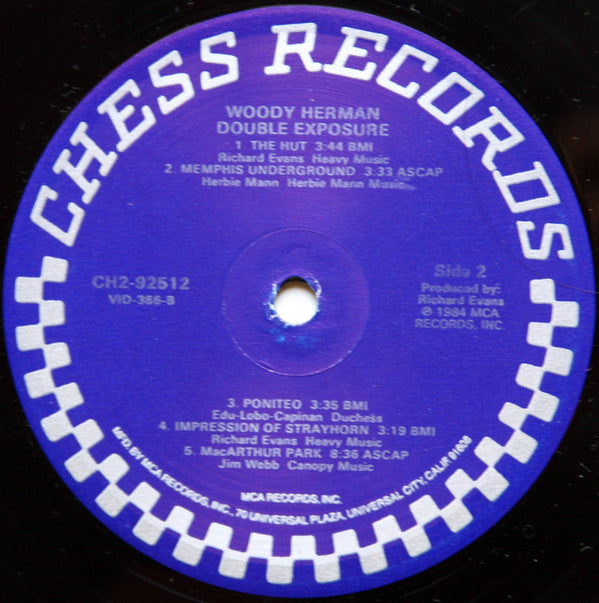 CHESS RECORDS
WOODY HERMAN
DOUBLE EXPOSURE
1. THE HUT 3:44 BMI
Richard Evans Heavy Music
2. MEMPHIS UNDERGROUND 3:33 ASCAP
Herbie Mann Herbie Mann Music
CH2-92512
VID-366-B
Side 2
Produced by:
Richard Evans
℗ 1984 MCA
RECORDS, INC.
3. PONITEO 3:35 BMI
Edu-Lobo-Capinan Duchess
4. IMPRESSION OF STRAYHORN 3:19 BMI
Richard Evans Heavy Music
5. MacARTHUR PARK 8:36 ASCAP
Jim Webb Canopy Music
MCA RECORDS, INC.
MFD. BY MCA RECORDS, INC., 70 UNIVERSAL PLAZA, UNIVERSAL CITY, CALIF. 91608